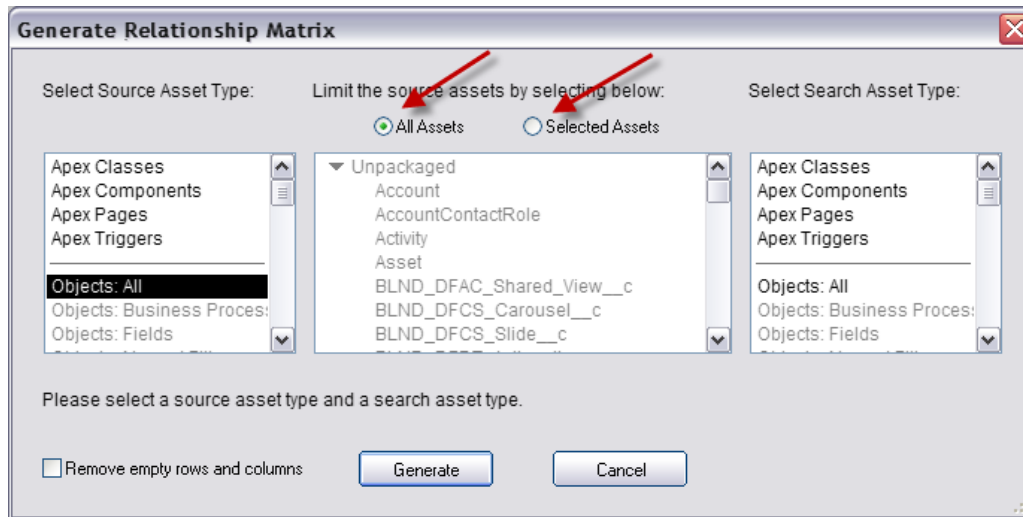 Generate Relationship Matrix
Select Source Asset Type:
Limit the source assets by selecting below:
Select Search Asset Type:
All Assets
Selected Assets
Apex Classes
Apex Components
Apex Pages
Apex Triggers
Objects: All
Objects: Business Process
Objects: Fields
Unpackaged
Account
AccountContactRole
Activity
Asset
BLND_DFAC_Shared_View__c
BLND_DFCS_Carousel__c
BLND_DFCS_Slide__c
Apex Classes
Apex Components
Apex Pages
Apex Triggers
Objects: All
Objects: Business Process
Objects: Fields
Please select a source asset type and a search asset type.
Remove empty rows and columns
Generate
Cancel